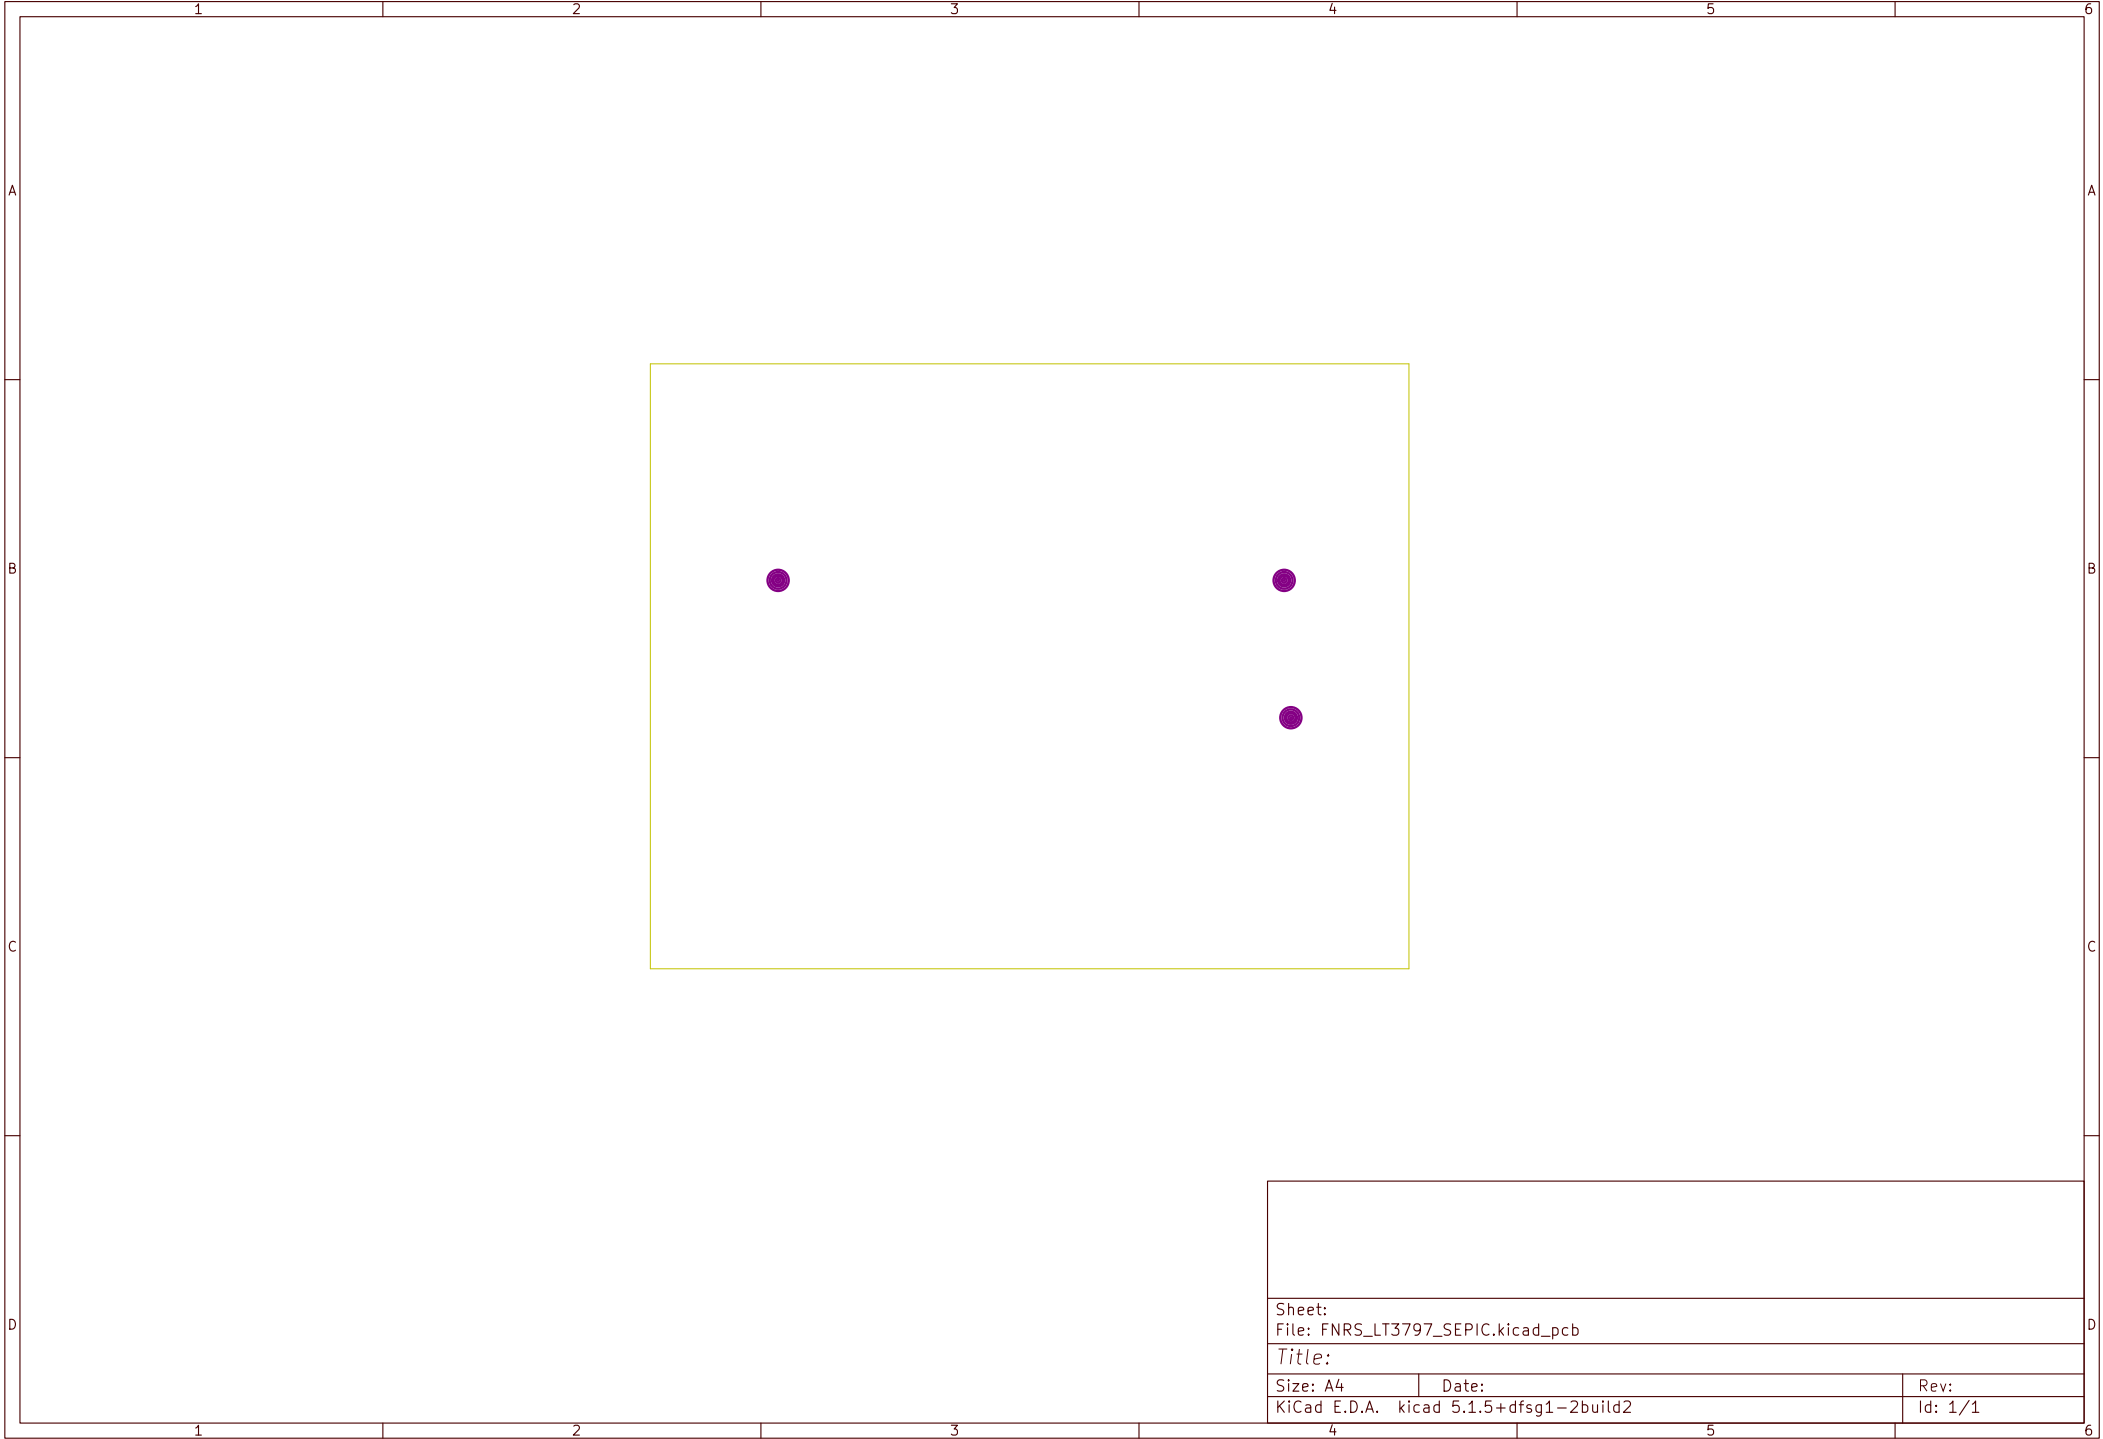 1 2 3 4 5 6
A A
B B
C C
Sheet:
File: FNRS_LT3797_SEPIC.kicad_pcb
D D
Title:
Size: A4 Date: Rev:
KiCad E.D.A. kicad 5.1.5+dfsg1-2build2 Id: 1/1
1 2 3 4 5 6